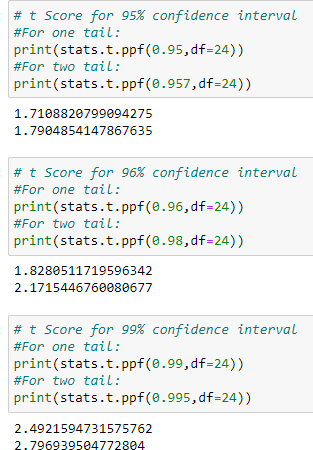 # t Score for 95% confidence interval
#For one tail:
print(stats.t.ppf(0.95,df=24))
#For two tail:
print(stats.t.ppf(0.957,df=24))
1.7108820799094275
1.7904854147867635
# t Score for 96% confidence interval
#For one tail:
print(stats.t.ppf(0.96,df=24))
#For two tail:
print(stats.t.ppf(0.98,df=24))
1.8280511719596342
2.1715446760080677
# t Score for 99% confidence interval
#For one tail:
print(stats.t.ppf(0.99,df=24))
#For two tail:
print(stats.t.ppf(0.995,df=24))
2.4921594731575762
2.796939504772804